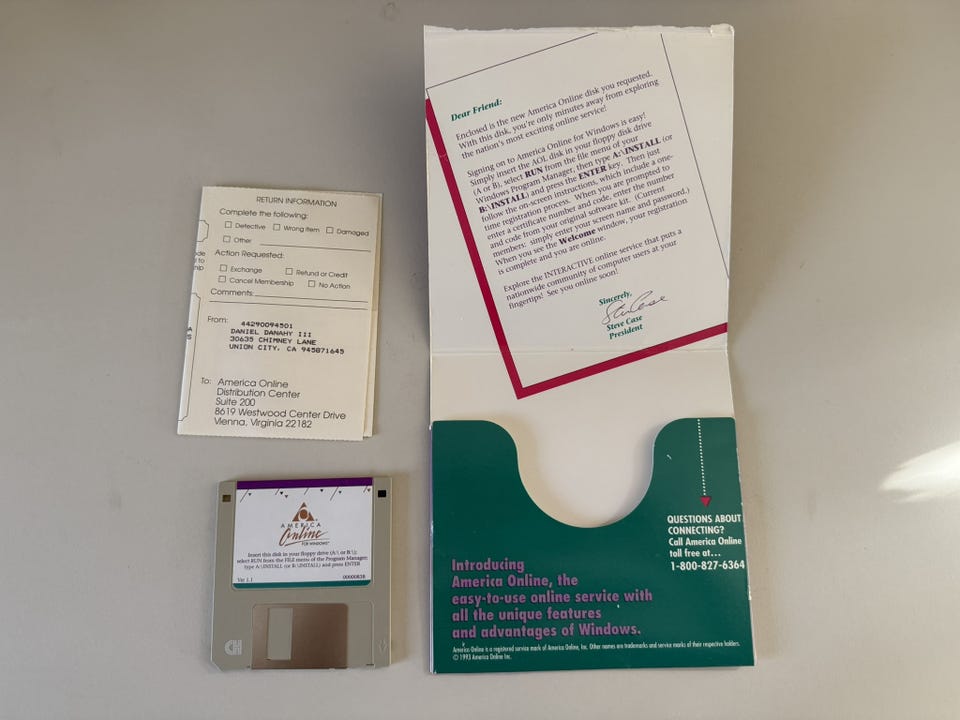 RETURN INFORMATION
Complete the following:
Defective Wrong Item Damaged
Other
Action Requested:
Exchange Refund or Credit
Cancel Membership No Action
Comments:
From:
44290094501
DANIEL DANAHY III
30635 CHIMNEY LANE
UNION CITY, CA 945871645
To: America Online
Distribution Center
Suite 200
8619 Westwood Center Drive
Vienna, Virginia 22182
Dear Friend:
Enclosed is the new America Online disk you requested.
With this disk, you're only minutes away from exploring
the nation's most exciting online service!
Signing on to America Online for Windows is easy!
Simply insert the AOL disk in your floppy disk drive
(A or B), select RUN from the file menu of your
Windows Program Manager, then type A:\INSTALL (or
B:\INSTALL) and press the ENTER key. Then just
follow the on-screen instructions, which include a one-
time registration process. When you are prompted to
enter a certificate number and code, enter the number
and code from your original software kit. (Current
members: simply enter your screen name and password.)
When you see the Welcome window, your registration
is complete and you are online.
Explore the INTERACTIVE online service that puts a
nationwide community of computer users at your
fingertips! See you online soon!
Sincerely,
Steve Case
Steve Case
President
AMERICA
Online
FOR WINDOWS
Insert this disk in your floppy drive (A:\ or B:\);
select RUN from the FILE menu of the Program Manager;
type A:\INSTALL (or B:\INSTALL) and press ENTER
Ver 1.1 00000838
QUESTIONS ABOUT
CONNECTING?
Call America Online
toll free at...
1-800-827-6364
Introducing
America Online, the
easy-to-use online service with
all the unique features
and advantages of Windows.
America Online is a registered service mark of America Online, Inc. Other names are trademarks and service marks of their respective holders.
© 1993 America Online Inc.